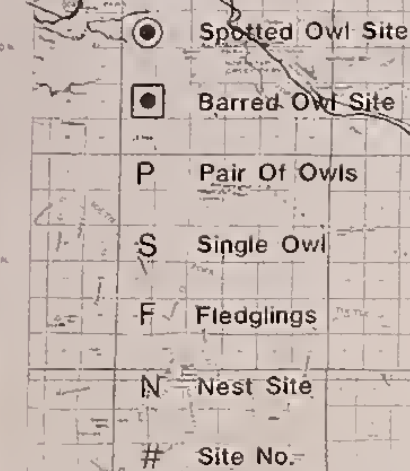 Spotted Owl Site
Barred Owl Site
P Pair Of Owls
S Single Owl
F Fledglings
N Nest Site
# Site No.